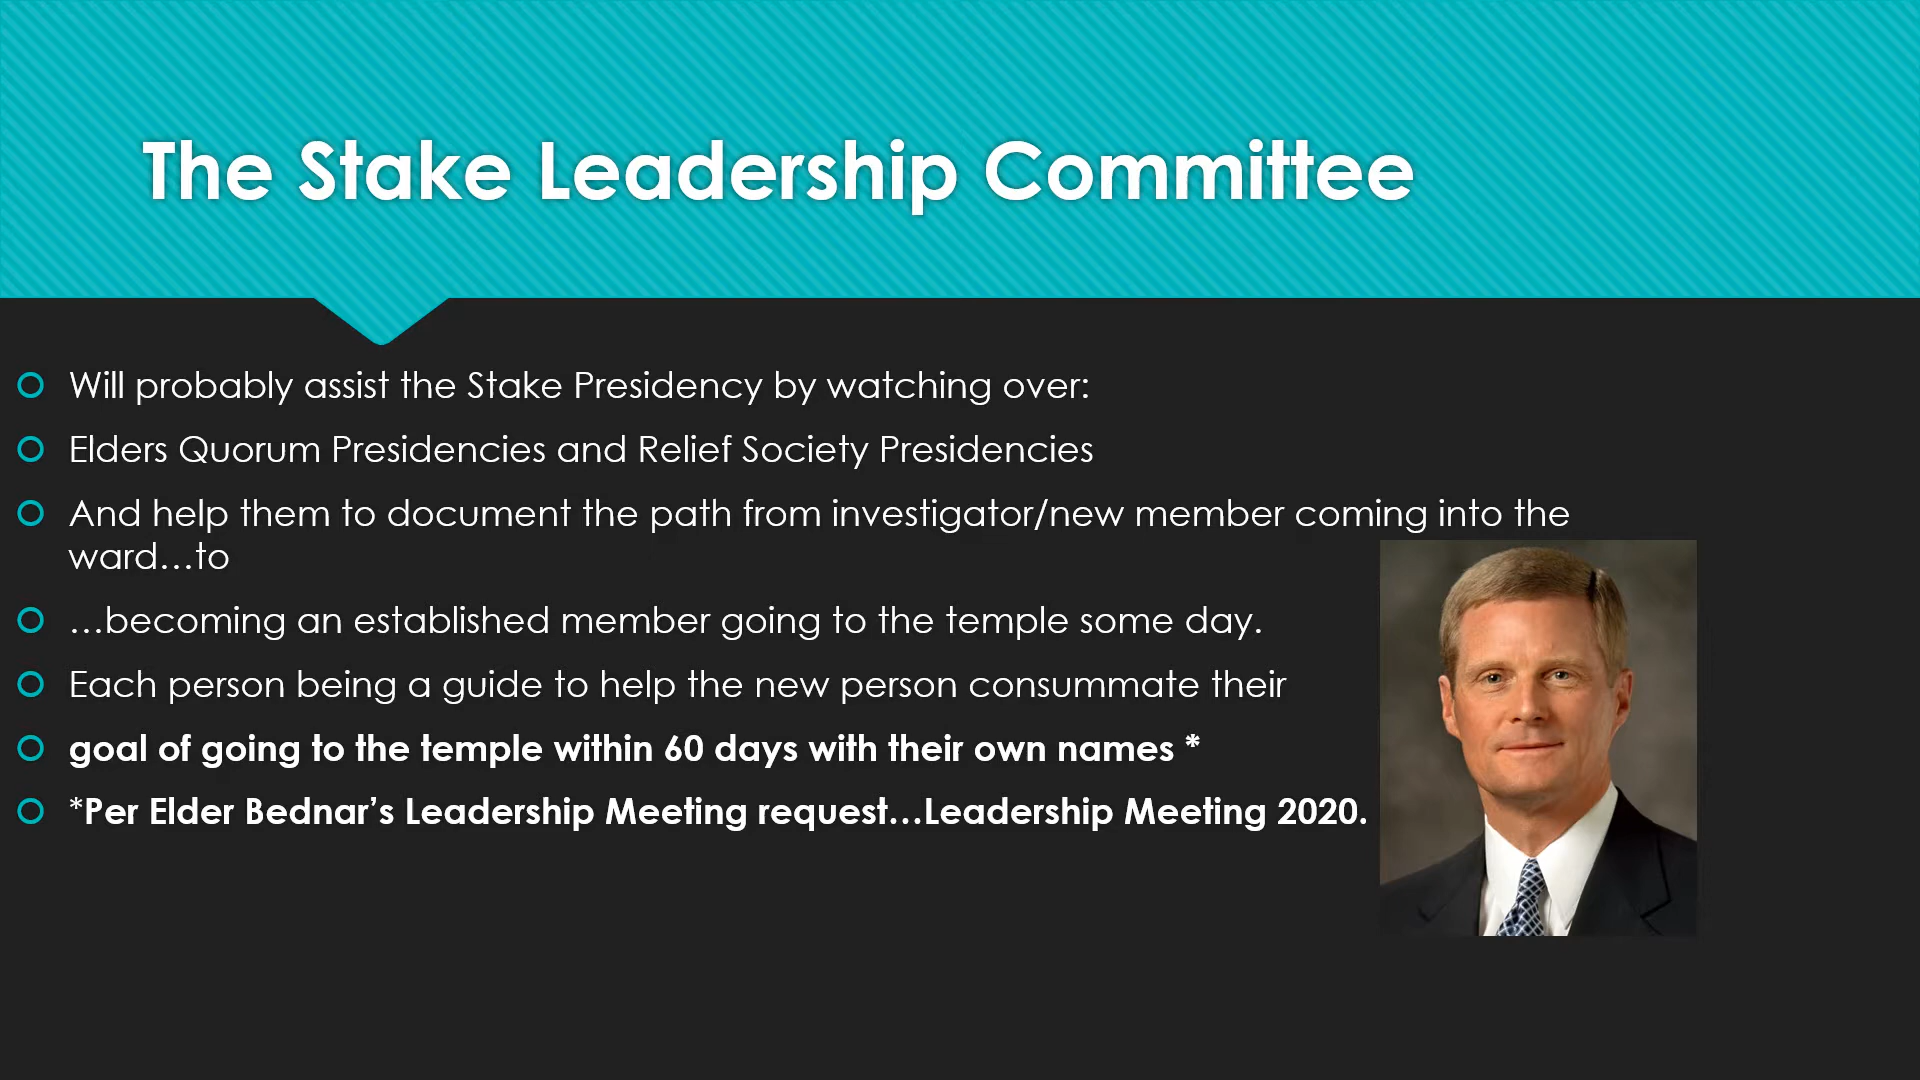 The Stake Leadership Committee
Will probably assist the Stake Presidency by watching over:
Elders Quorum Presidencies and Relief Society Presidencies
And help them to document the path from investigator/new member coming into the
ward…to
…becoming an established member going to the temple some day.
Each person being a guide to help the new person consummate their
goal of going to the temple within 60 days with their own names *
*Per Elder Bednar’s Leadership Meeting request…Leadership Meeting 2020.